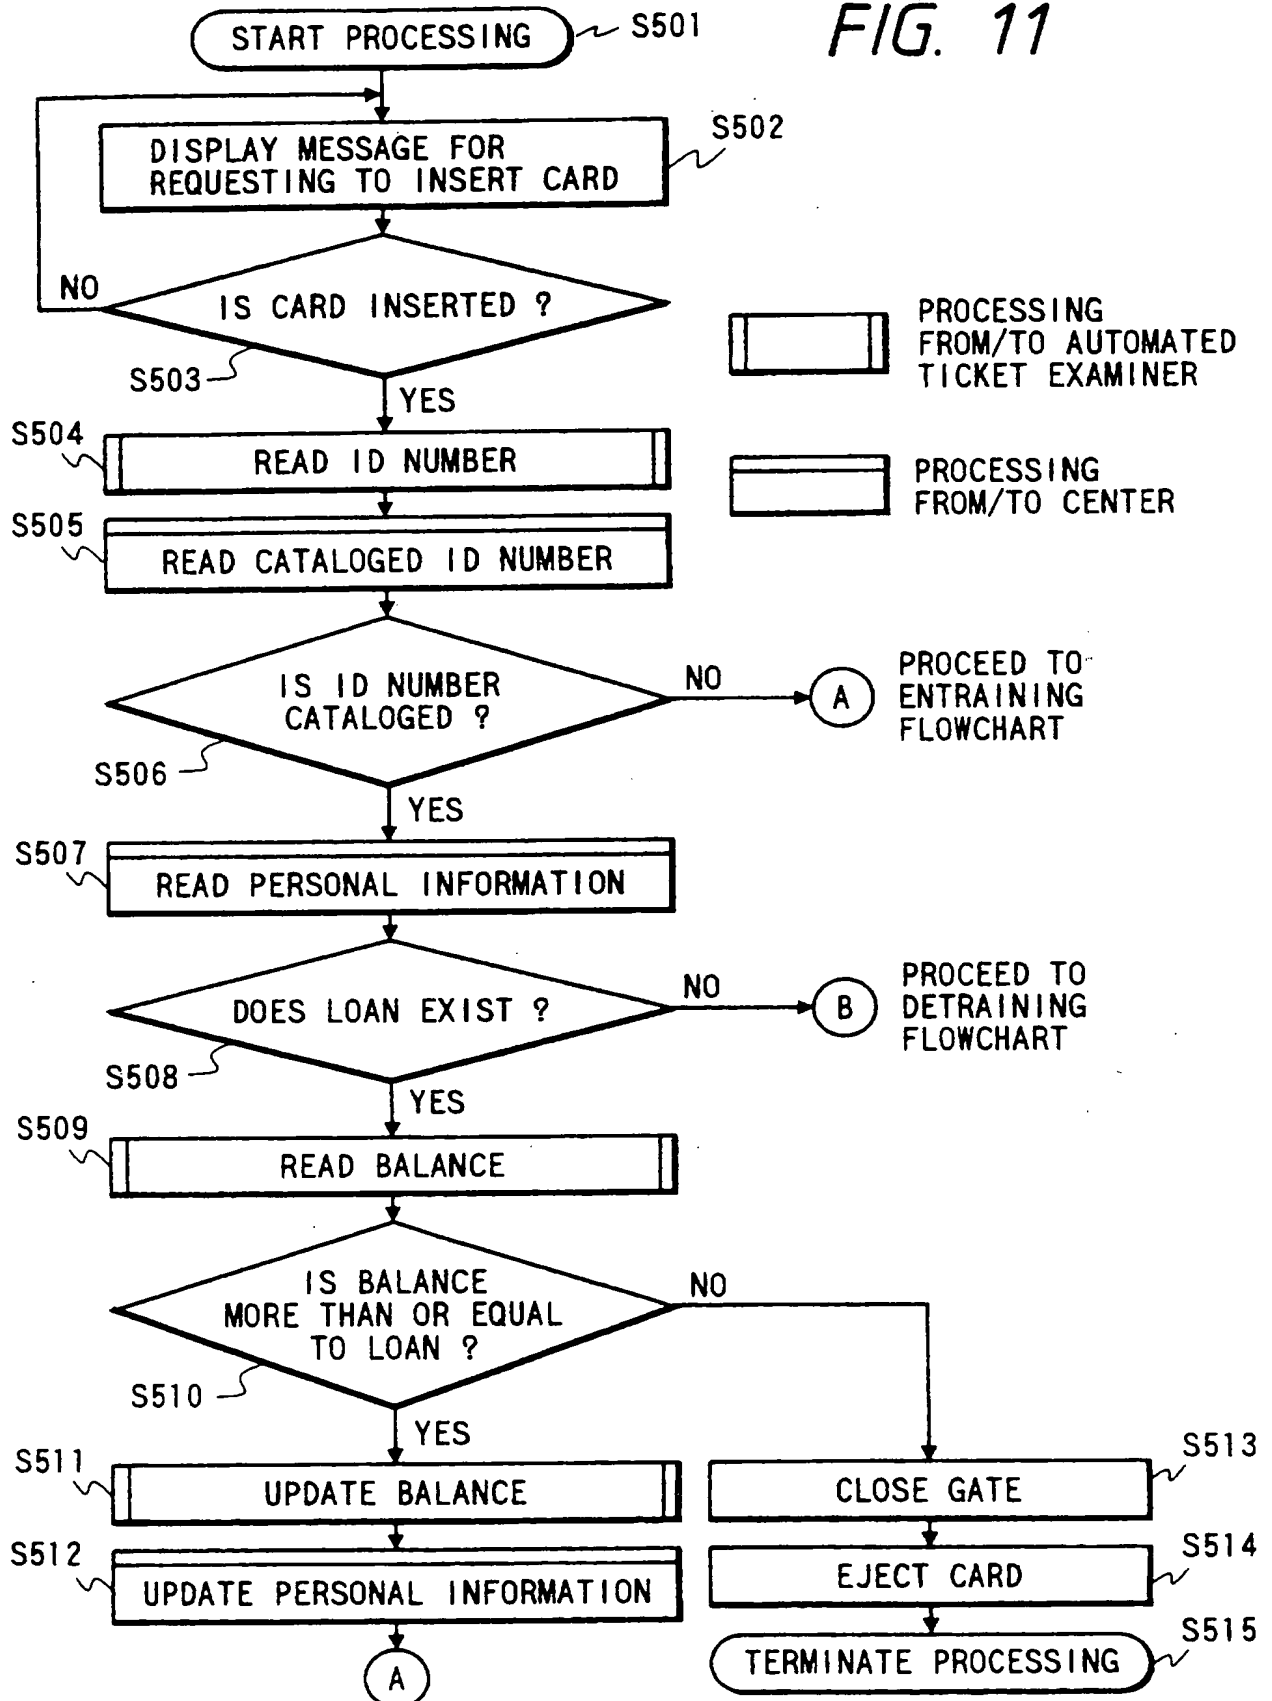 FIG. 11
START PROCESSING
S501
DISPLAY MESSAGE FOR
REQUESTING TO INSERT CARD
S502
NO
IS CARD INSERTED ?
S503
YES
PROCESSING
FROM/TO AUTOMATED
TICKET EXAMINER
S504
READ ID NUMBER
PROCESSING
FROM/TO CENTER
S505
READ CATALOGED ID NUMBER
IS ID NUMBER
CATALOGED ?
NO
A
PROCEED TO
ENTRAINING
FLOWCHART
S506
YES
S507
READ PERSONAL INFORMATION
DOES LOAN EXIST ?
NO
B
PROCEED TO
DETRAINING
FLOWCHART
S508
YES
S509
READ BALANCE
IS BALANCE
MORE THAN OR EQUAL
TO LOAN ?
NO
S510
YES
S511
UPDATE BALANCE
S513
CLOSE GATE
S512
UPDATE PERSONAL INFORMATION
S514
EJECT CARD
A
S515
TERMINATE PROCESSING